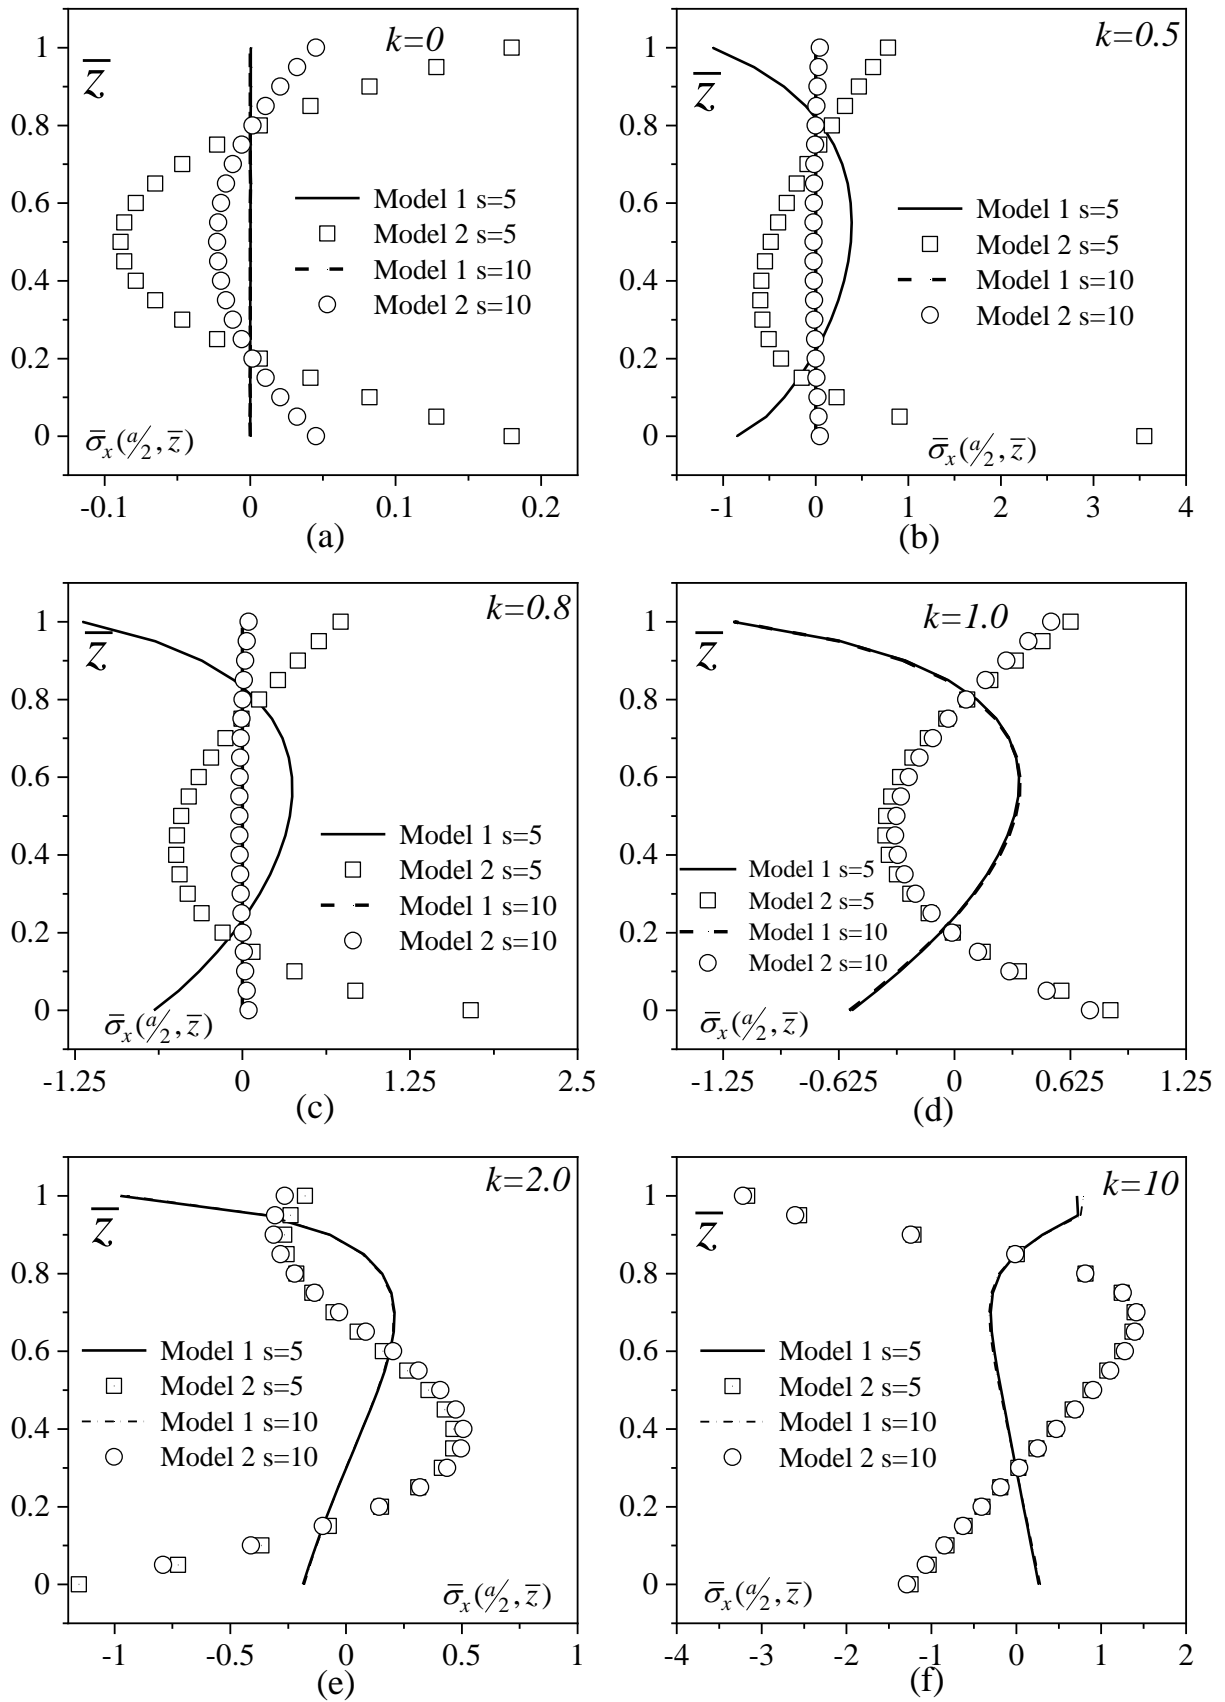 k=0
z̅
1
0.8
0.6
0.4
0.2
0
Model 1 s=5
Model 2 s=5
Model 1 s=10
Model 2 s=10
σ̅x(a/2, z̅)
-0.1 0 0.1 0.2
(a)
k=0.5
z̅
1
0.8
0.6
0.4
0.2
0
Model 1 s=5
Model 2 s=5
Model 1 s=10
Model 2 s=10
σ̅x(a/2, z̅)
-1 0 1 2 3 4
(b)
k=0.8
z̅
1
0.8
0.6
0.4
0.2
0
Model 1 s=5
Model 2 s=5
Model 1 s=10
Model 2 s=10
σ̅x(a/2, z̅)
-1.25 0 1.25 2.5
(c)
k=1.0
z̅
1
0.8
0.6
0.4
0.2
0
Model 1 s=5
Model 2 s=5
Model 1 s=10
Model 2 s=10
σ̅x(a/2, z̅)
-1.25 -0.625 0 0.625 1.25
(d)
k=2.0
z̅
1
0.8
0.6
0.4
0.2
0
Model 1 s=5
Model 2 s=5
Model 1 s=10
Model 2 s=10
σ̅x(a/2, z̅)
-1 -0.5 0 0.5 1
(e)
k=10
z̅
1
0.8
0.6
0.4
0.2
0
Model 1 s=5
Model 2 s=5
Model 1 s=10
Model 2 s=10
σ̅x(a/2, z̅)
-4 -3 -2 -1 0 1 2
(f)